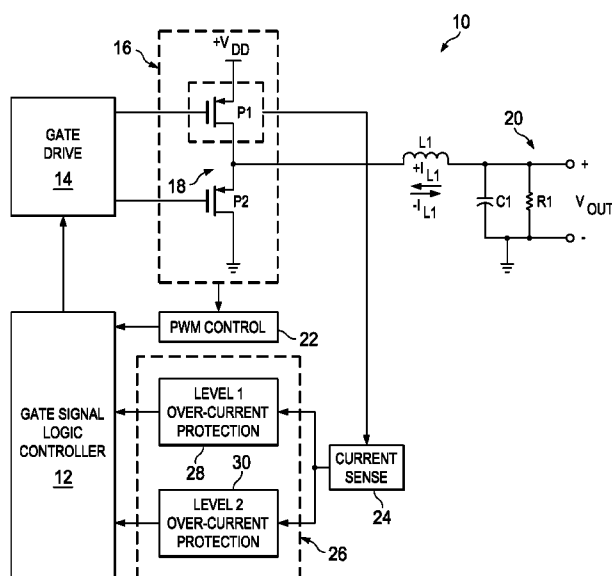 10
16
+V DD
P1
GATE
DRIVE
14
18
P2
L1
+I L1
-I L1
20
+
C1
R1
V OUT
-
PWM CONTROL
22
GATE SIGNAL
LOGIC
CONTROLLER
12
LEVEL 1
OVER-CURRENT
PROTECTION
28
30
LEVEL 2
OVER-CURRENT
PROTECTION
CURRENT
SENSE
24
26